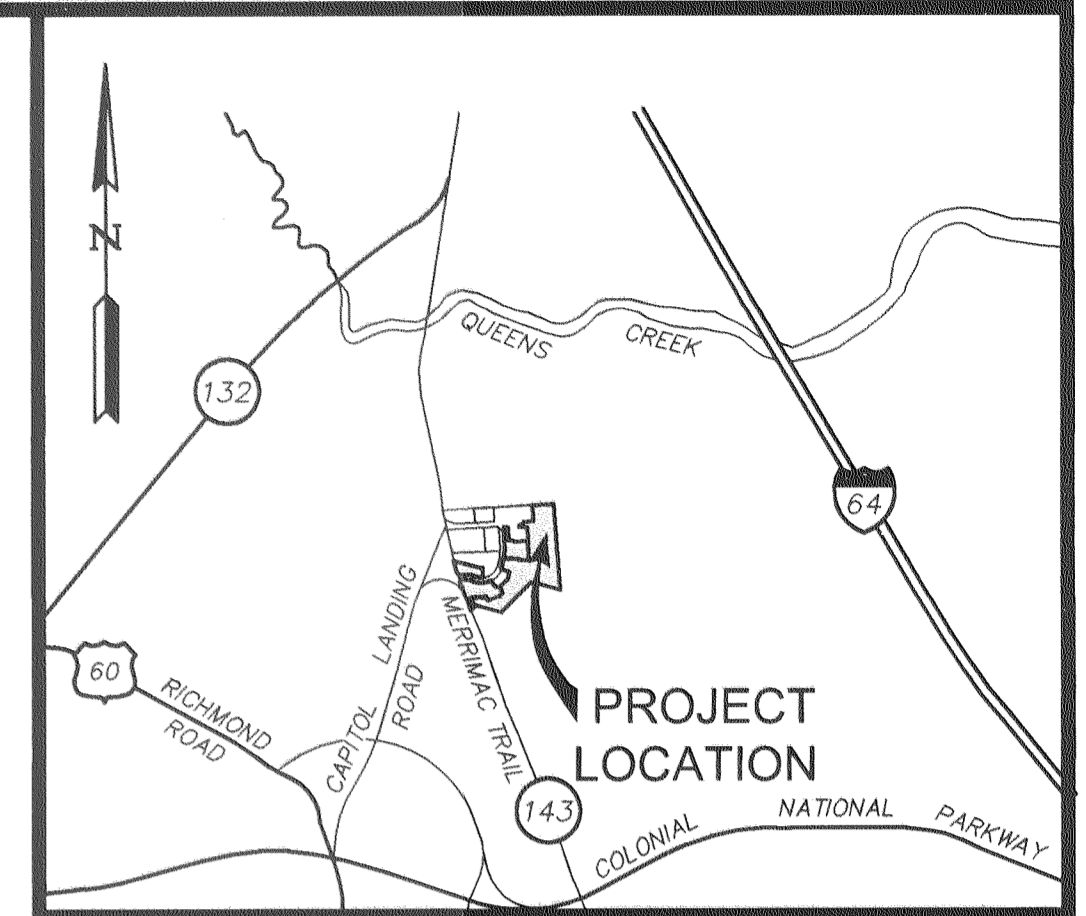 N
QUEENS CREEK
132
64
CAPITOL LANDING ROAD
MERRIMAC TRAIL
60
RICHMOND ROAD
PROJECT
LOCATION
143
COLONIAL NATIONAL PARKWAY